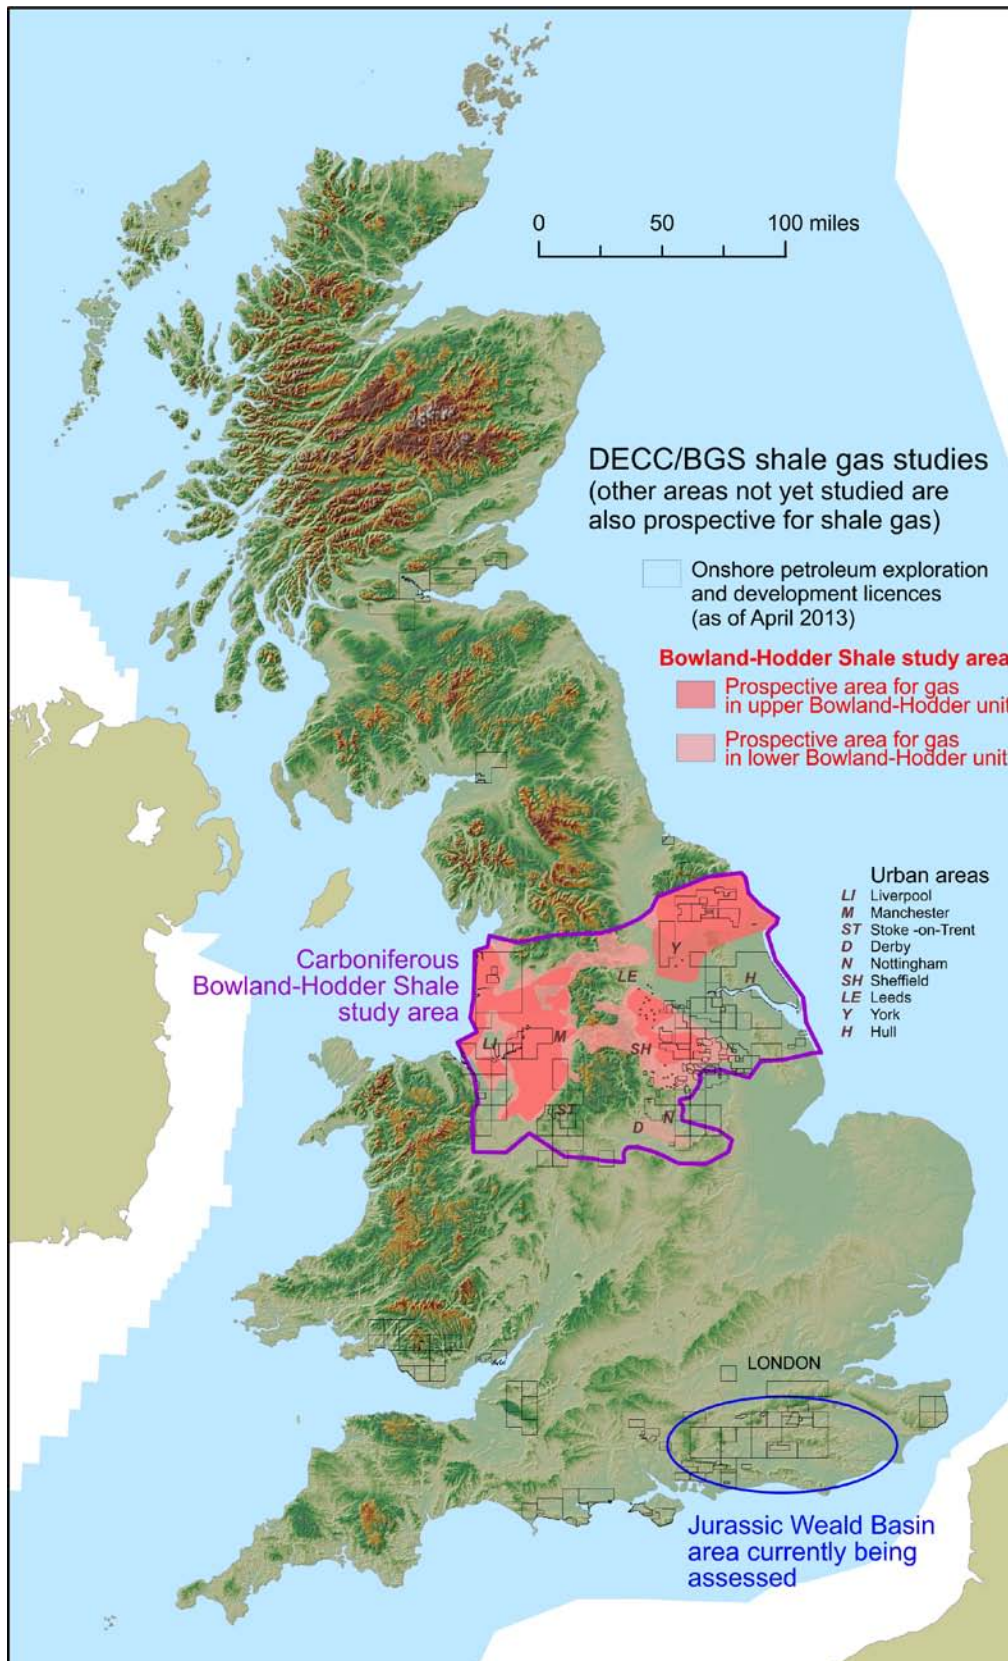 0 50 100 miles
DECC/BGS shale gas studies
(other areas not yet studied are
also prospective for shale gas)
Onshore petroleum exploration
and development licences
(as of April 2013)
Bowland-Hodder Shale study area
Prospective area for gas
in upper Bowland-Hodder unit
Prospective area for gas
in lower Bowland-Hodder unit
Urban areas
LI Liverpool
M Manchester
ST Stoke -on-Trent
D Derby
N Nottingham
SH Sheffield
LE Leeds
Y York
H Hull
Carboniferous
Bowland-Hodder Shale
study area
Y
LE
H
LI
M
SH
ST
D
N
LONDON
Jurassic Weald Basin
area currently being
assessed